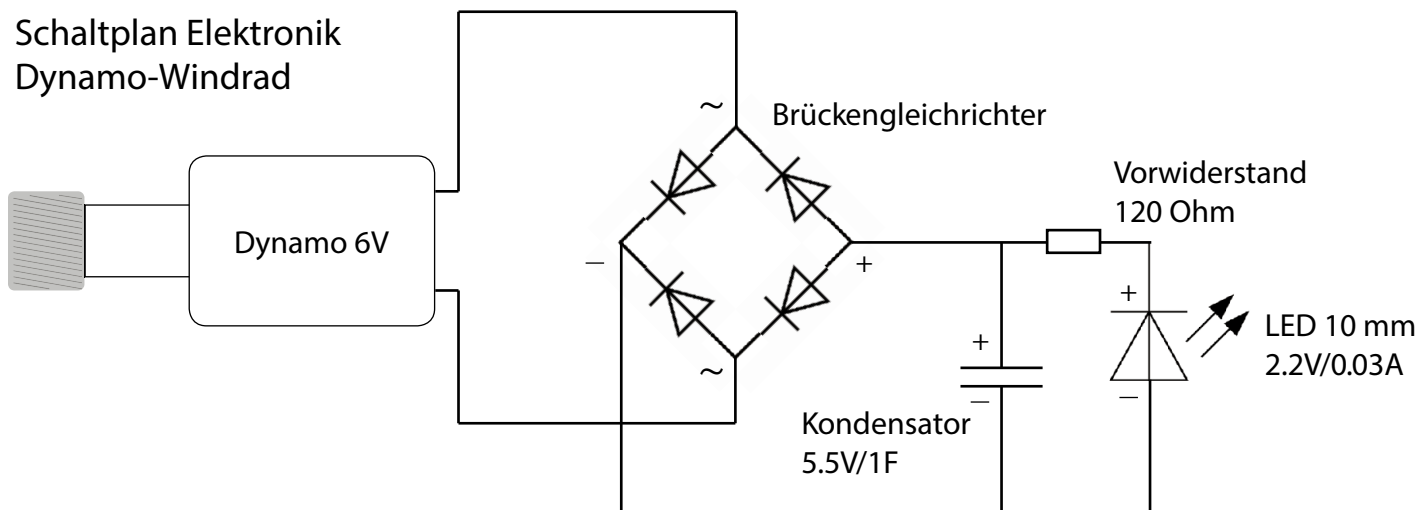 Schaltplan Elektronik
Dynamo-Windrad
~
Brückengleichrichter
Vorwiderstand
120 Ohm
Dynamo 6V
−
+
+
LED 10 mm
2.2V/0.03A
+
~
−
−
Kondensator
5.5V/1F